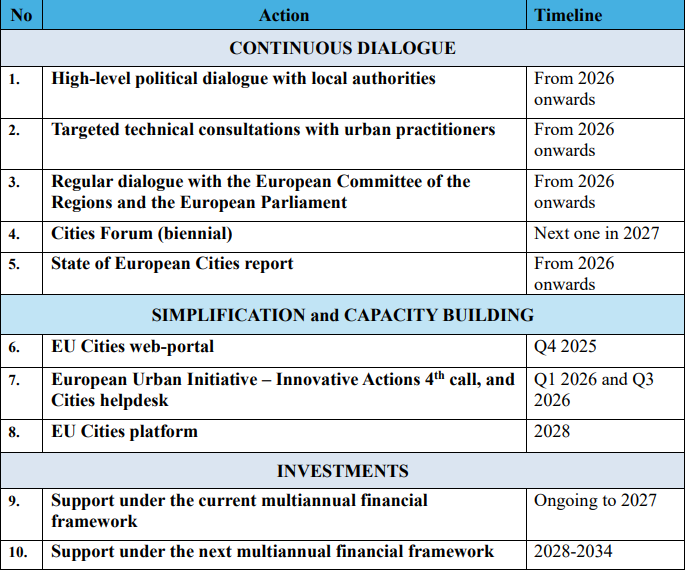 No Action Timeline
CONTINUOUS DIALOGUE
1. High-level political dialogue with local authorities From 2026
onwards
2. Targeted technical consultations with urban practitioners From 2026
onwards
3. Regular dialogue with the European Committee of the From 2026
Regions and the European Parliament onwards
4. Cities Forum (biennial) Next one in 2027
5. State of European Cities report From 2026
onwards
SIMPLIFICATION and CAPACITY BUILDING
6. EU Cities web-portal Q4 2025
7. European Urban Initiative – Innovative Actions 4th call, and Q1 2026 and Q3
Cities helpdesk 2026
8. EU Cities platform 2028
INVESTMENTS
9. Support under the current multiannual financial Ongoing to 2027
framework
10. Support under the next multiannual financial framework 2028-2034